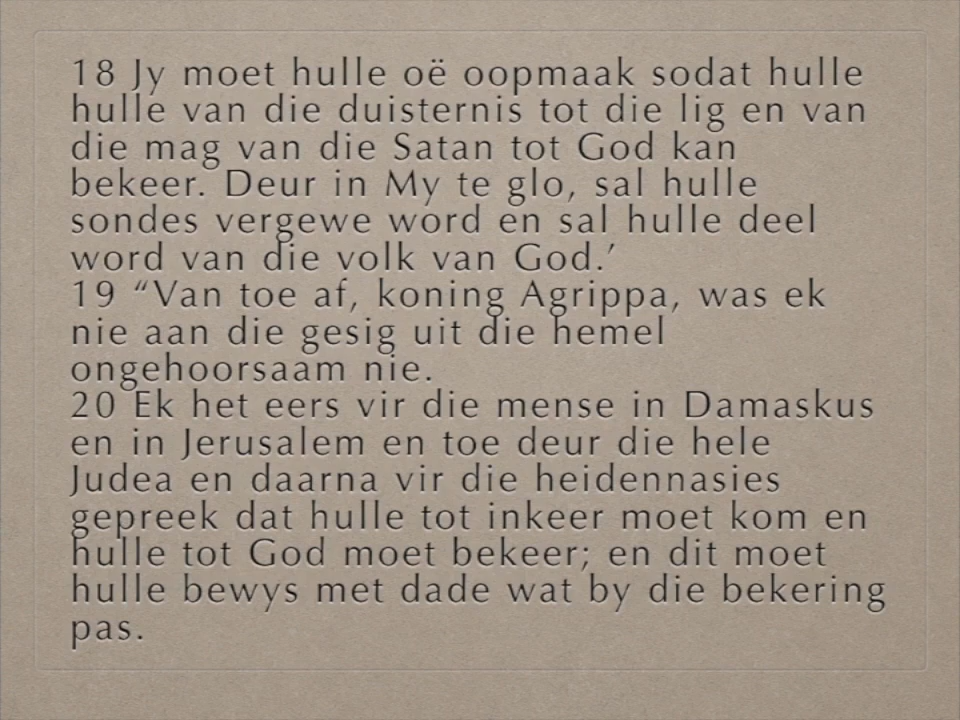 18 Jy moet hulle oë oopmaak sodat hulle
hulle van die duisternis tot die lig en van
die mag van die Satan tot God kan
bekeer. Deur in My te glo, sal hulle
sondes vergewe word en sal hulle deel
word van die volk van God.’
19 “Van toe af, koning Agrippa, was ek
nie aan die gesig uit die hemel
ongehoorsaam nie.
20 Ek het eers vir die mense in Damaskus
en in Jerusalem en toe deur die hele
Judea en daarna vir die heidennasies
gepreek dat hulle tot inkeer moet kom en
hulle tot God moet bekeer; en dit moet
hulle bewys met dade wat by die bekering
pas.